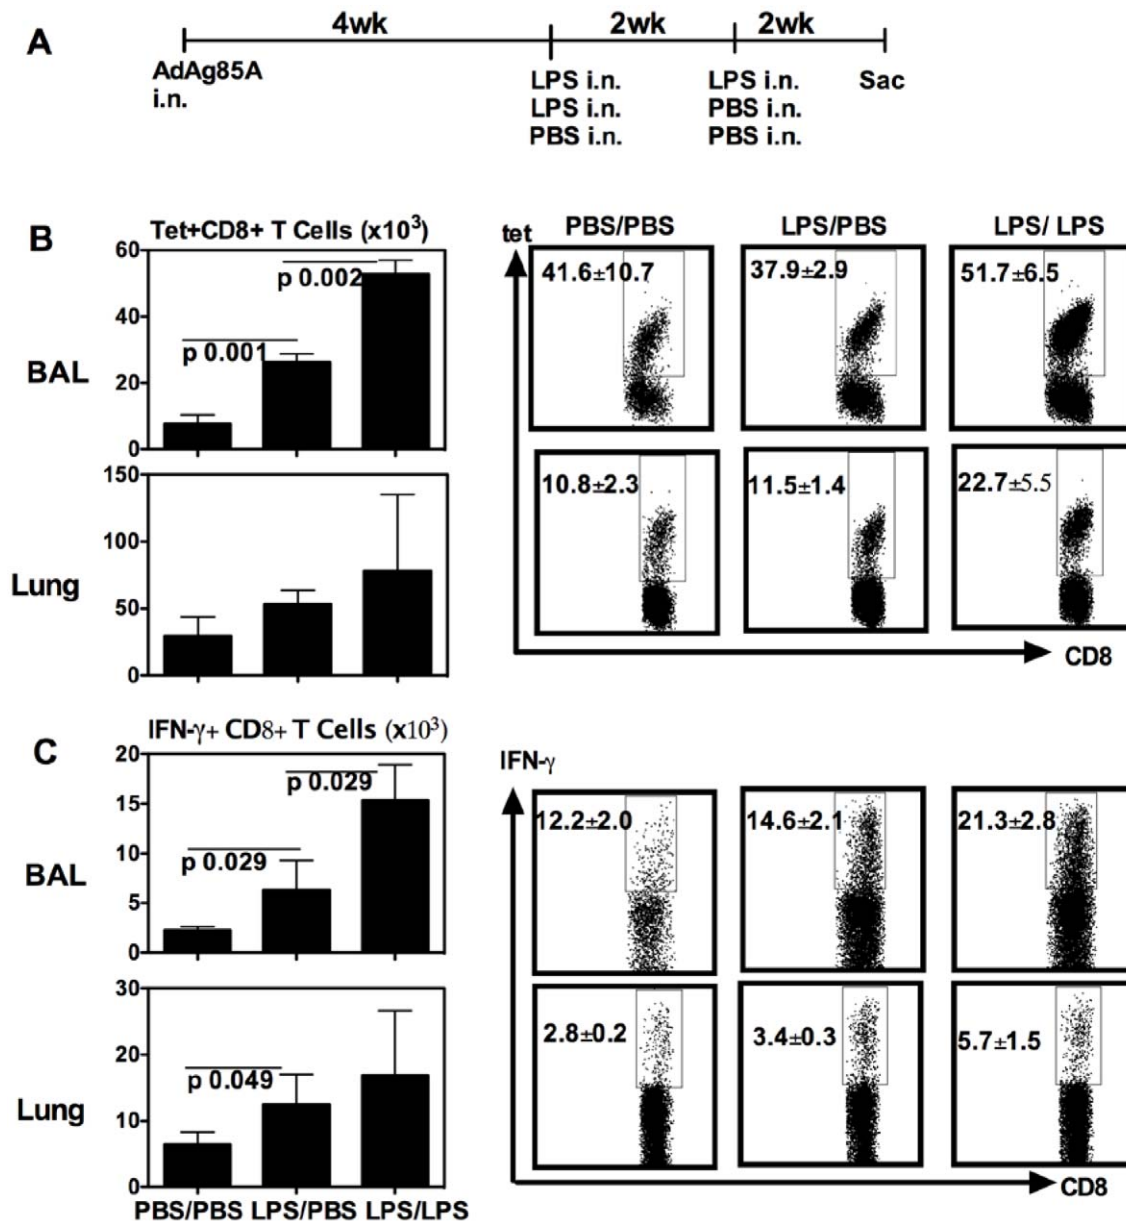 A
4wk 2wk 2wk
AdAg85A
i.n.
LPS i.n. LPS i.n. Sac
LPS i.n. PBS i.n.
PBS i.n. PBS i.n.
B
Tet+CD8+ T Cells (x10³)
tet PBS/PBS LPS/PBS LPS/ LPS
60
40
20
0
p 0.001
p 0.002
BAL
41.6±10.7 37.9±2.9 51.7±6.5
150
100
50
0
Lung
10.8±2.3 11.5±1.4 22.7±5.5
CD8
C
IFN-γ+ CD8+ T Cells (x10³)
IFN-γ
20
15
10
5
0
p 0.029
p 0.029
BAL
12.2±2.0 14.6±2.1 21.3±2.8
30
20
10
0
p 0.049
Lung
2.8±0.2 3.4±0.3 5.7±1.5
PBS/PBS LPS/PBS LPS/LPS
CD8